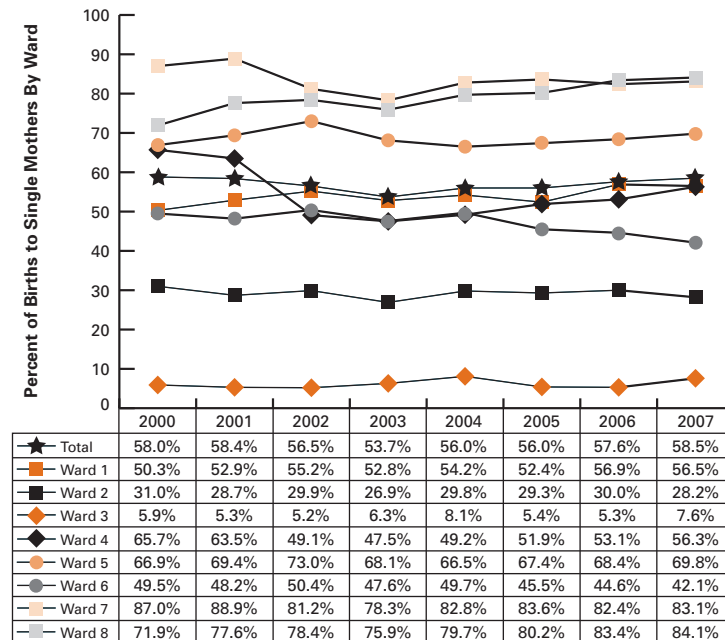 Percent of Births to Single Mothers By Ward
100
90
80
70
60
50
40
30
20
10
0
2000 2001 2002 2003 2004 2005 2006 2007
Total 58.0% 58.4% 56.5% 53.7% 56.0% 56.0% 57.6% 58.5%
Ward 1 50.3% 52.9% 55.2% 52.8% 54.2% 52.4% 56.9% 56.5%
Ward 2 31.0% 28.7% 29.9% 26.9% 29.8% 29.3% 30.0% 28.2%
Ward 3 5.9% 5.3% 5.2% 6.3% 8.1% 5.4% 5.3% 7.6%
Ward 4 65.7% 63.5% 49.1% 47.5% 49.2% 51.9% 53.1% 56.3%
Ward 5 66.9% 69.4% 73.0% 68.1% 66.5% 67.4% 68.4% 69.8%
Ward 6 49.5% 48.2% 50.4% 47.6% 49.7% 45.5% 44.6% 42.1%
Ward 7 87.0% 88.9% 81.2% 78.3% 82.8% 83.6% 82.4% 83.1%
Ward 8 71.9% 77.6% 78.4% 75.9% 79.7% 80.2% 83.4% 84.1%